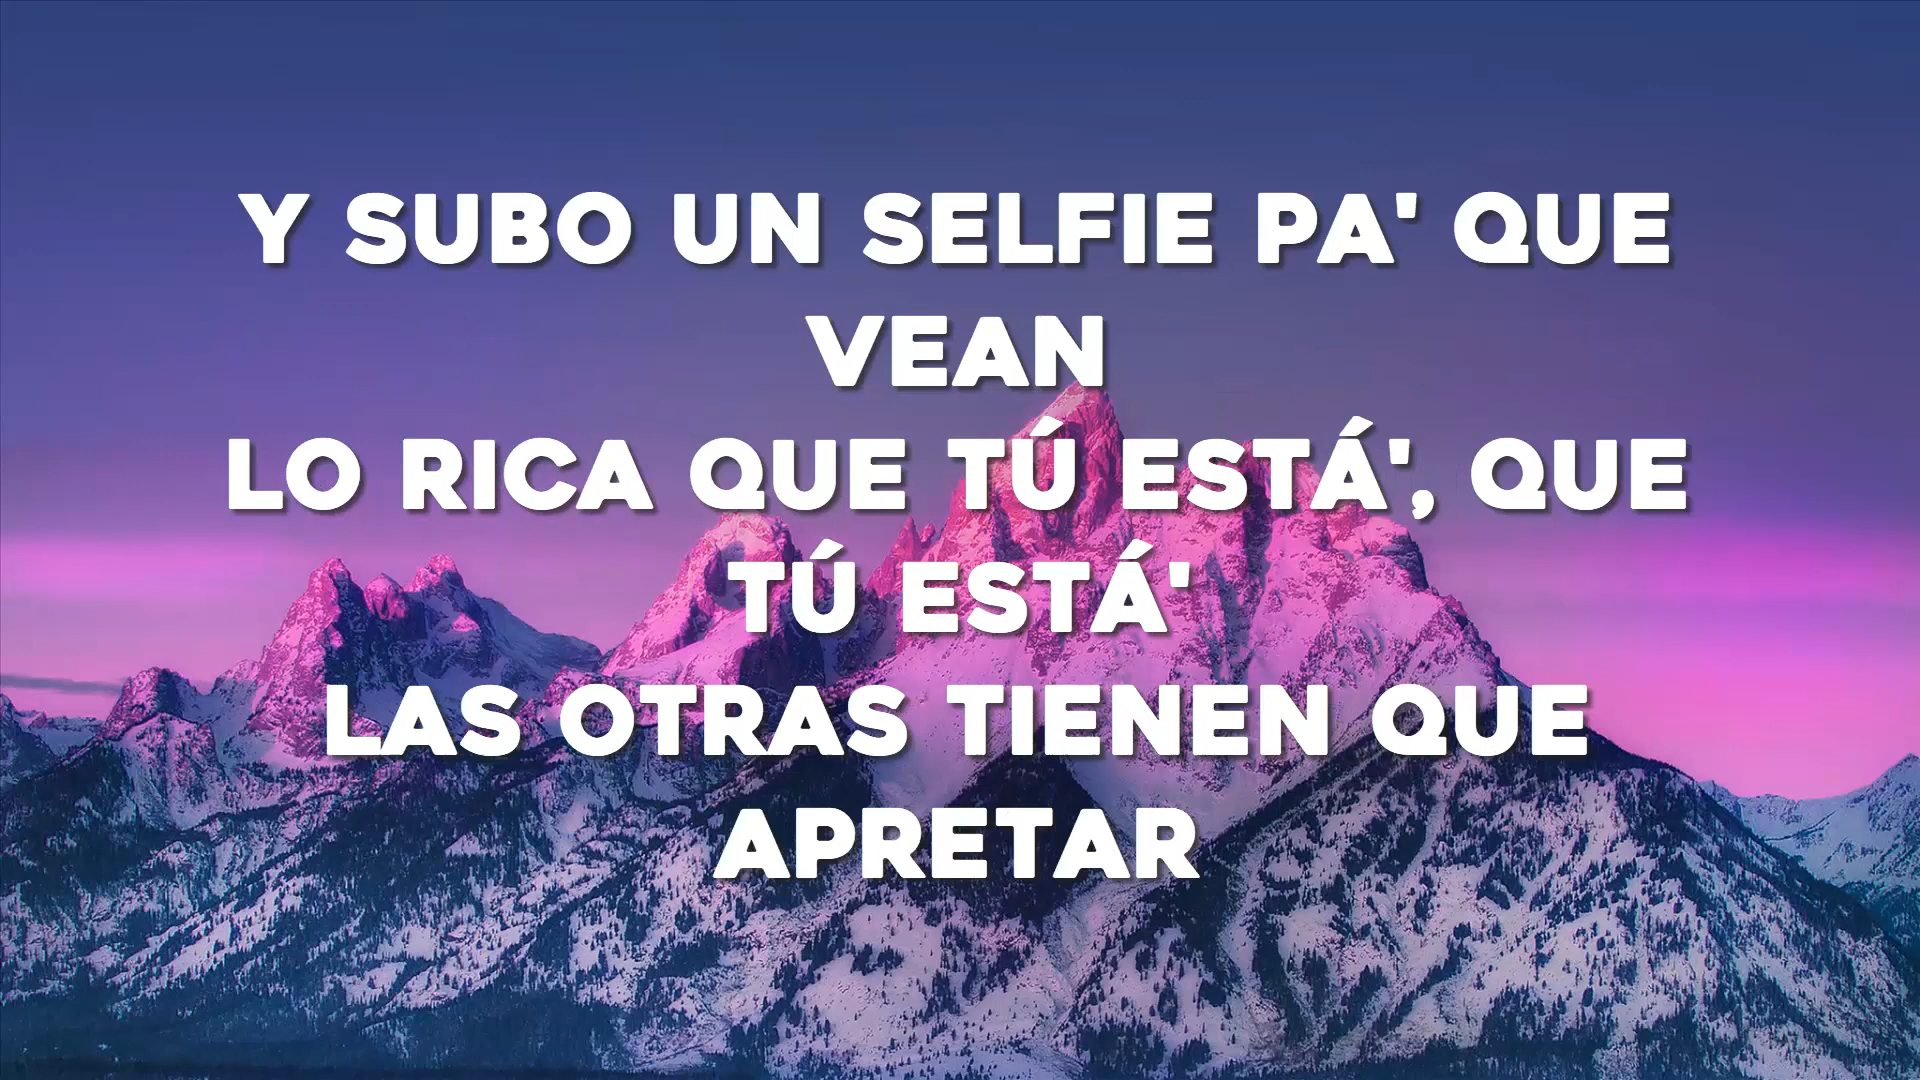 Y SUBO UN SELFIE PA' QUE
VEAN
LO RICA QUE TÚ ESTÁ', QUE
TÚ ESTÁ'
LAS OTRAS TIENEN QUE
APRETAR